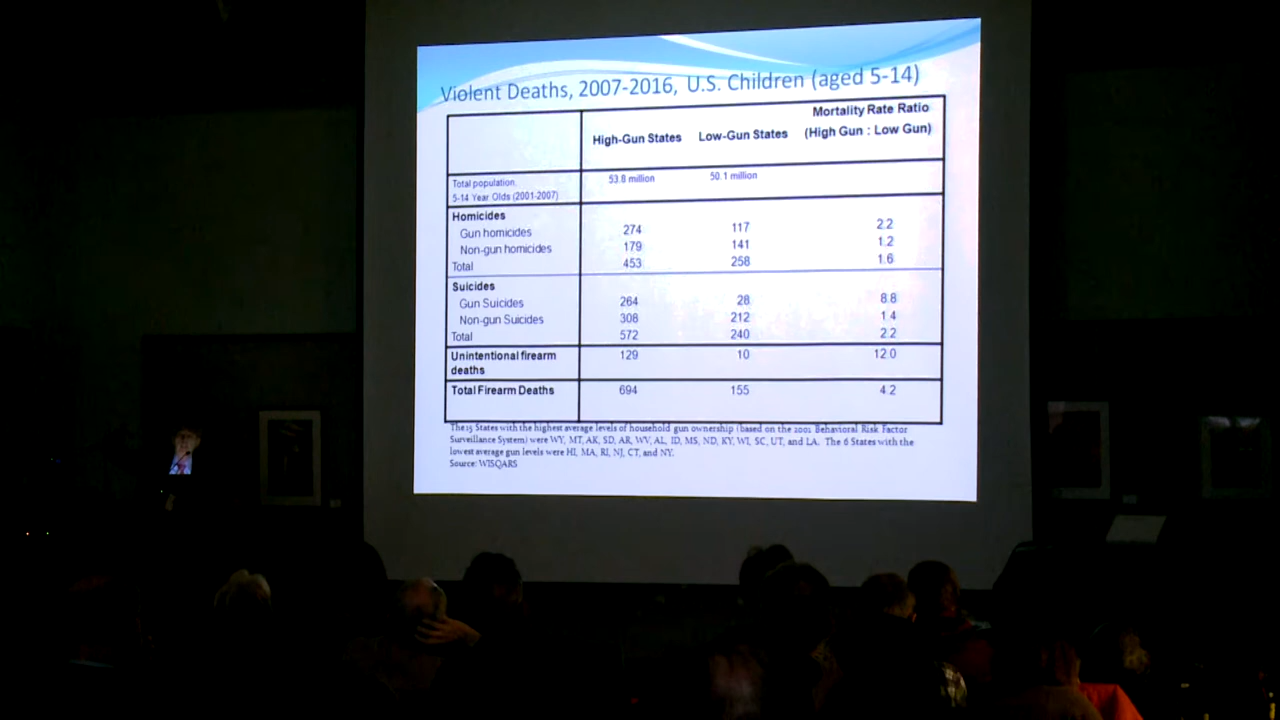 Violent Deaths, 2007-2016, U.S. Children (aged 5-14)
High-Gun States Low-Gun States Mortality Rate Ratio (High Gun : Low Gun)
Total population 53.8 million 50.1 million
5-14 Year Olds (2001-2007)
Homicides
Gun homicides 274 117 2.2
Non-gun homicides 179 141 1.2
Total 453 258 1.6
Suicides
Gun Suicides 264 28 8.8
Non-gun Suicides 308 212 1.4
Total 572 240 2.2
Unintentional firearm deaths 129 10 12.0
Total Firearm Deaths 694 155 4.2
The 15 States with the highest average levels of household gun ownership (based on the 2002 Behavioral Risk Factor
Surveillance System) were WY, MT, AK, SD, AR, WV, AL, ID, MS, ND, KY, WI, SC, UT, and LA. The 6 States with the
lowest average gun levels were HI, MA, RI, NJ, CT, and NY.
Source: WISQARS